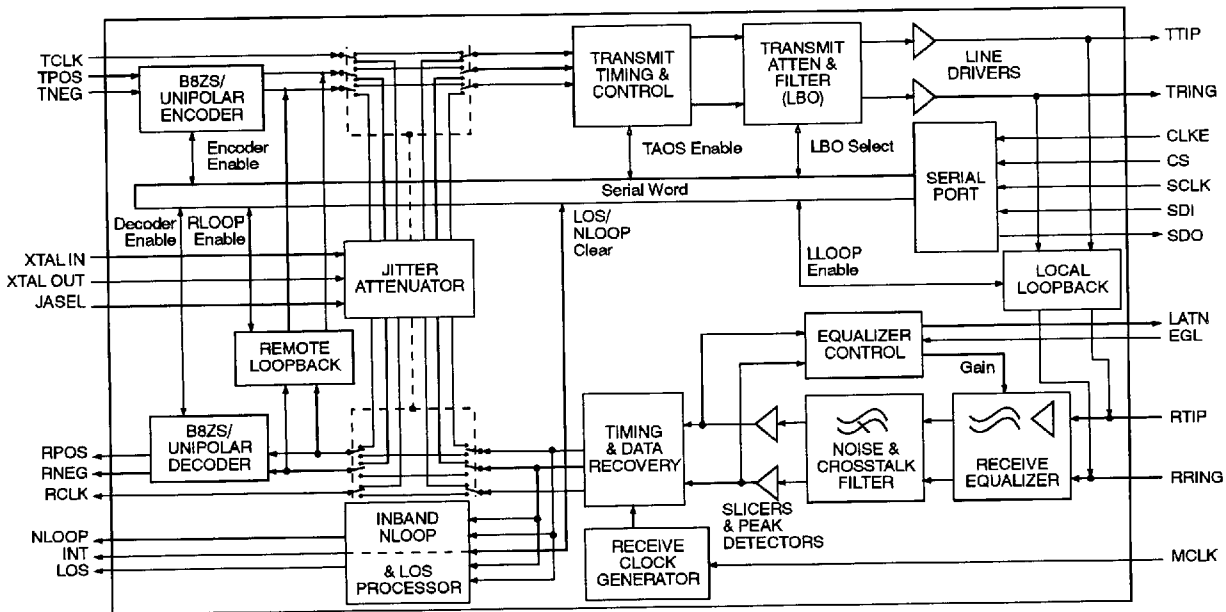 TCLK
TPOS
TNEG
B8ZS/
UNIPOLAR
ENCODER
TRANSMIT
TIMING &
CONTROL
TRANSMIT
ATTEN &
FILTER
(LBO)
LINE
DRIVERS
TTIP
TRING
Encoder
Enable
TAOS Enable
LBO Select
Serial Word
SERIAL
PORT
CLKE
CS
SCLK
SDI
SDO
Decoder
Enable
RLOOP
Enable
LOS/
NLOOP
Clear
LLOOP
Enable
XTAL IN
XTAL OUT
JASEL
JITTER
ATTENUATOR
LOCAL
LOOPBACK
REMOTE
LOOPBACK
EQUALIZER
CONTROL
LATN
EGL
Gain
B8ZS/
UNIPOLAR
DECODER
RPOS
RNEG
RCLK
TIMING
& DATA
RECOVERY
NOISE &
CROSSTALK
FILTER
RECEIVE
EQUALIZER
RTIP
RRING
SLICERS
& PEAK
DETECTORS
NLOOP
INT
LOS
INBAND
NLOOP
& LOS
PROCESSOR
RECEIVE
CLOCK
GENERATOR
MCLK